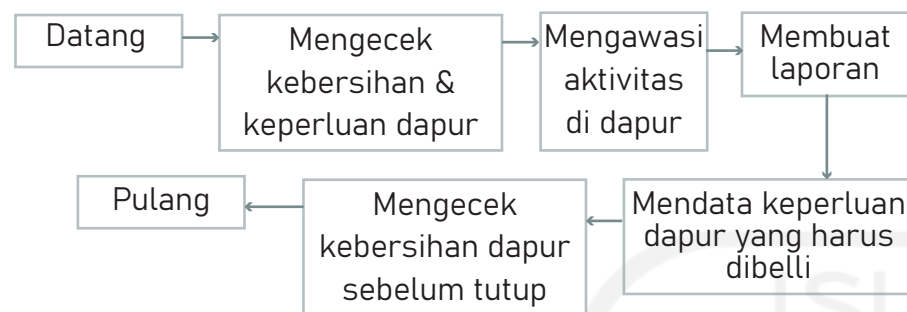 Datang
Mengecek
kebersihan &
keperluan dapur
Mengawasi
aktivitas
di dapur
Membuat
laporan
Mendata keperluan
dapur yang harus
dibelli
Mengecek
kebersihan dapur
sebelum tutup
Pulang
ISI